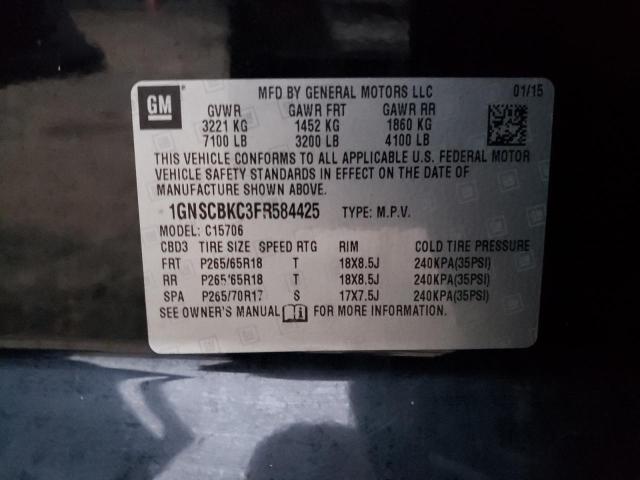 GM
MFD BY GENERAL MOTORS LLC 01/15
GVWR GAWR FRT GAWR RR
3221 KG 1452 KG 1860 KG
7100 LB 3200 LB 4100 LB
THIS VEHICLE CONFORMS TO ALL APPLICABLE U.S. FEDERAL MOTOR
VEHICLE SAFETY STANDARDS IN EFFECT ON THE DATE OF
MANUFACTURE SHOWN ABOVE.
1GNSCBKC3FR584425 TYPE: M.P.V.
MODEL: C15706
CBD3 TIRE SIZE SPEED RTG RIM COLD TIRE PRESSURE
FRT P265/65R18 T 18X8.5J 240KPA(35PSI)
RR P265/65R18 T 18X8.5J 240KPA(35PSI)
SPA P265/70R17 S 17X7.5J 240KPA(35PSI)
SEE OWNER'S MANUAL FOR MORE INFORMATION.